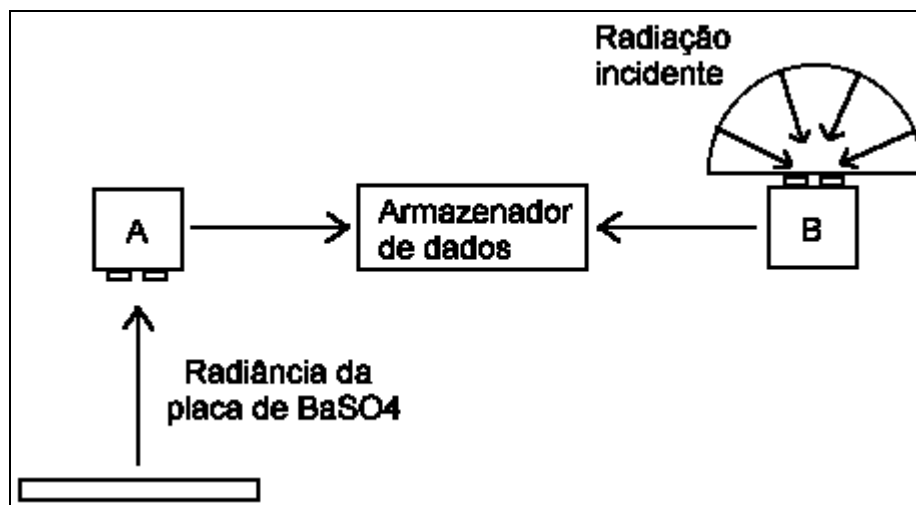 Radiação
incidente
A
Armazenador
de dados
B
Radiância da
placa de BaSO4